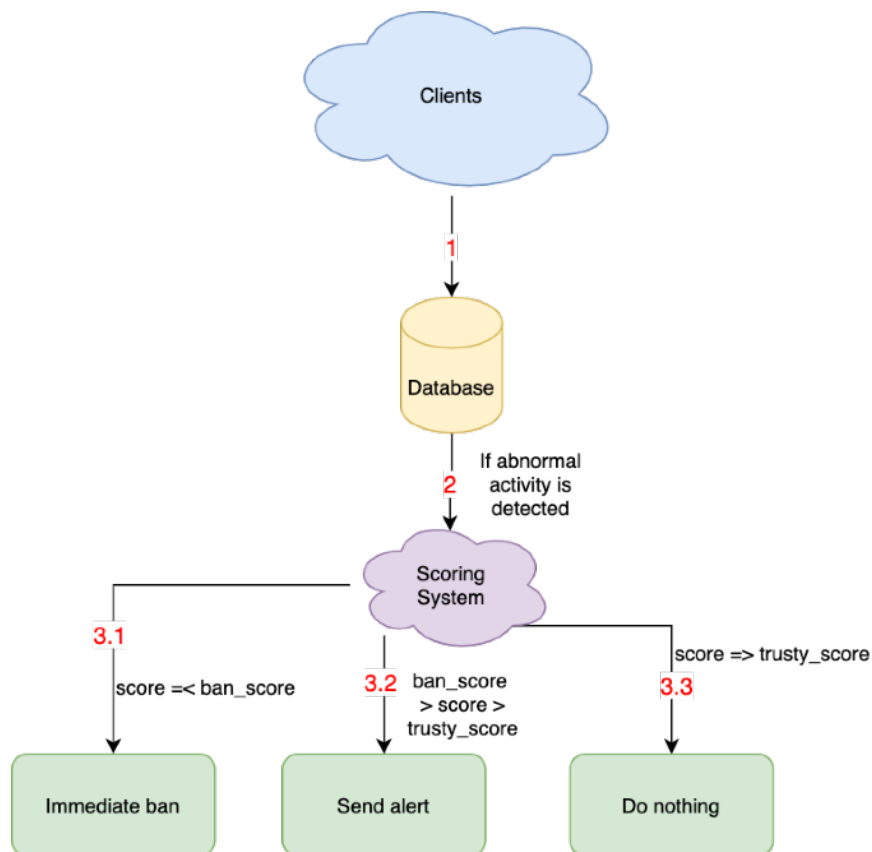 Clients
1
Database
2
If abnormal
activity is
detected
Scoring
System
3.1
score =< ban_score
3.2
ban_score
> score >
trusty_score
score => trusty_score
3.3
Immediate ban
Send alert
Do nothing